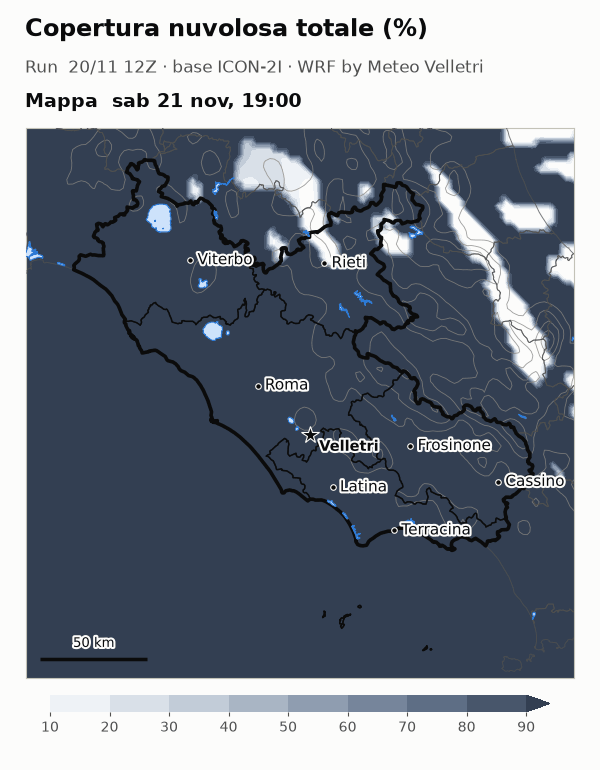 Copertura nuvolosa totale (%)
Run  20/11 12Z · base ICON-2I · WRF by Meteo Velletri
Mappa  sab 21 nov, 19:00
Viterbo
Rieti
Roma
Velletri
Frosinone
Cassino
Latina
Terracina
50 km
10 20 30 40 50 60 70 80 90